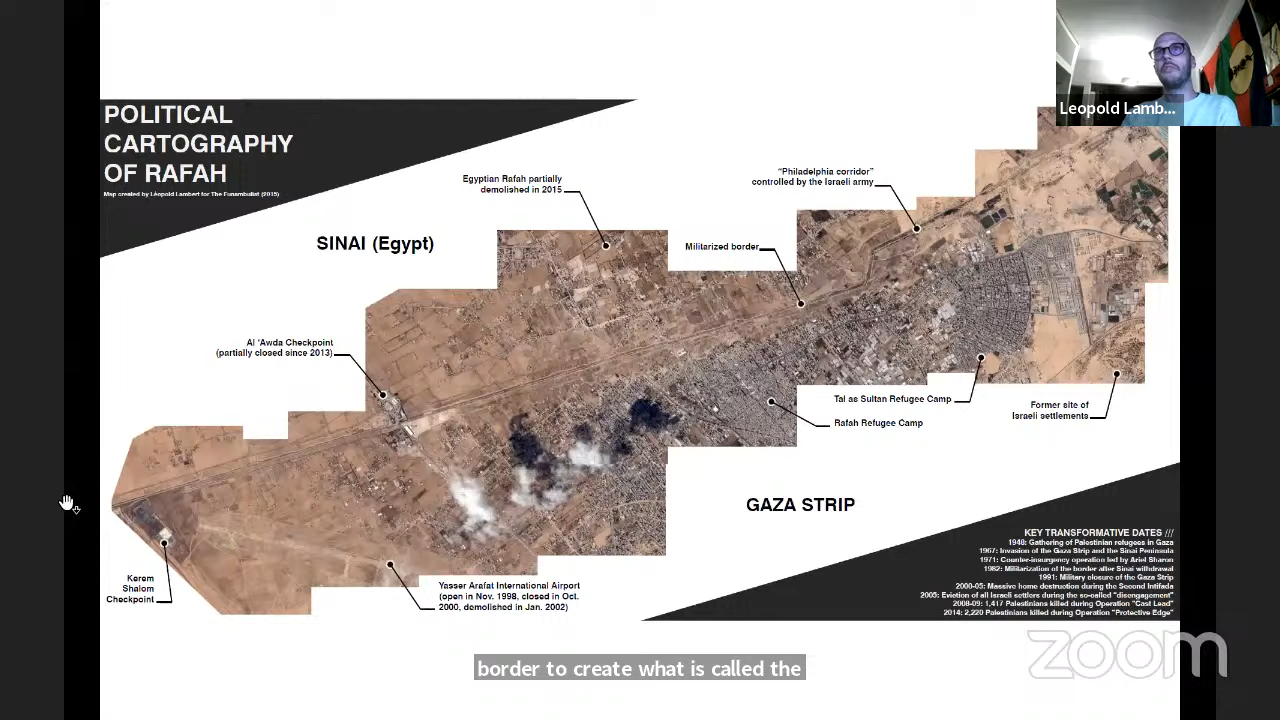 POLITICAL
CARTOGRAPHY
OF RAFAH
Map created by Léopold Lambert for The Funambulist (2015)
Leopold Lamb...
Egyptian Rafah partially
demolished in 2015
"Philadelphia corridor"
controlled by the Israeli army
SINAI (Egypt)
Militarized border
Al 'Awda Checkpoint
(partially closed since 2013)
Tal as Sultan Refugee Camp
Former site of
Israeli settlements
Rafah Refugee Camp
GAZA STRIP
Kerem
Shalom
Checkpoint
Yasser Arafat International Airport
(open in Nov. 1998, closed in Oct.
2000, demolished in Jan. 2002)
KEY TRANSFORMATIVE DATES ///
1948: Gathering of Palestinian refugees in Gaza
1967: Invasion of the Gaza Strip and the Sinai Peninsula
1971: Counter-insurgency operation led by Ariel Sharon
1982: Militarization of the border after Sinai withdrawal
1991: Military closure of the Gaza Strip
2000-05: Massive home destruction during the Second Intifada
2005: Eviction of all Israeli settlers during the so-called "disengagement"
2008-09: 1,417 Palestinians killed during Operation "Cast Lead"
2014: 2,220 Palestinians killed during Operation "Protective Edge"
zoom
border to create what is called the